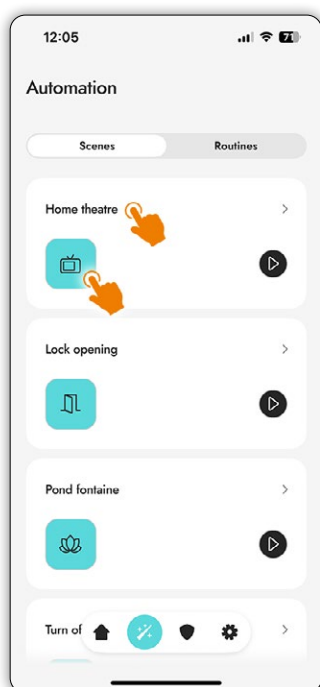 12:05
71
Automation
Scenes Routines
Home theatre
Lock opening
Pond fontaine
Turn of